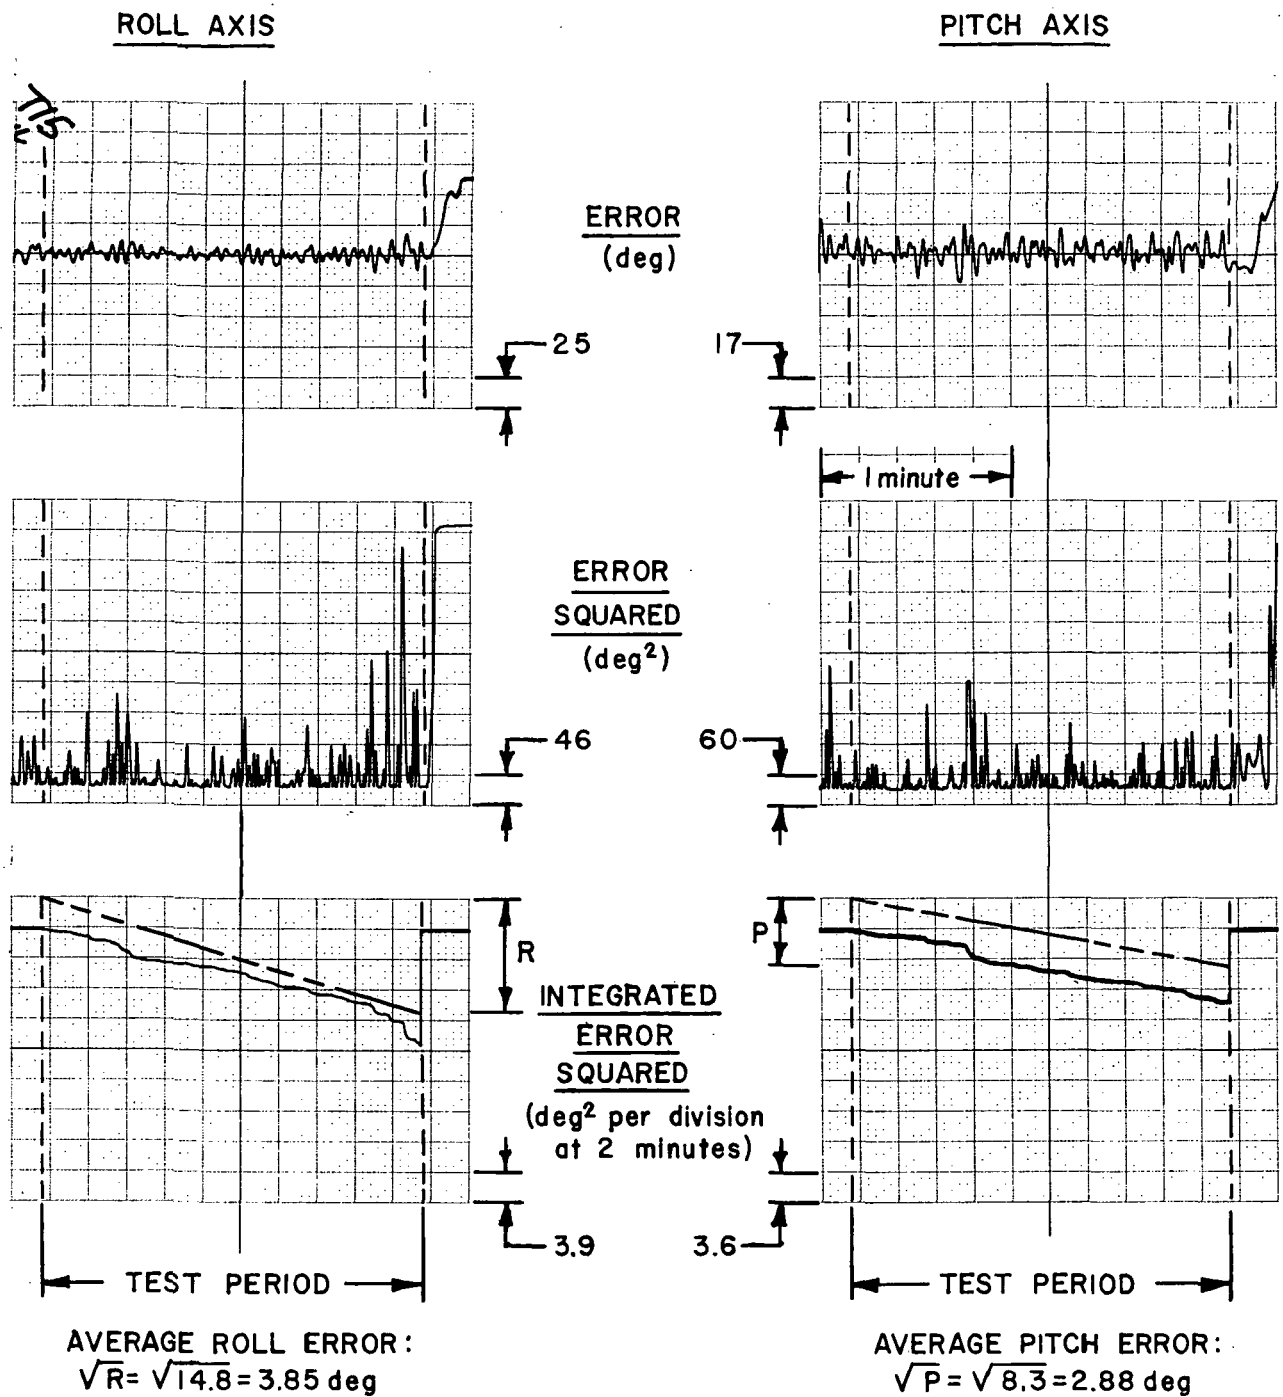 ROLL AXIS
PITCH AXIS
ERROR
(deg)
25
17
1 minute
ERROR
SQUARED
(deg²)
46
60
R
P
INTEGRATED
ERROR
SQUARED
(deg² per division
at 2 minutes)
3.9
3.6
TEST PERIOD
TEST PERIOD
AVERAGE ROLL ERROR:
√R = √14.8 = 3.85 deg
AVERAGE PITCH ERROR:
√P = √8.3 = 2.88 deg